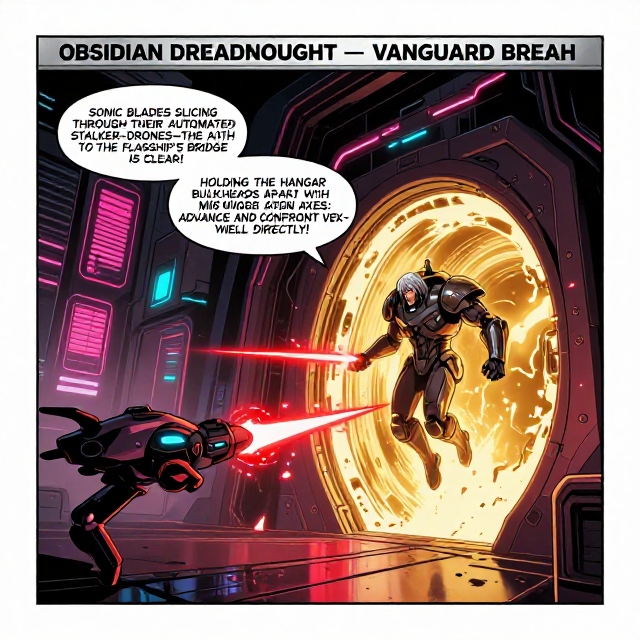 OBSIDIAN DREADNOUGHT — VANGUARD BREAH
SONIC BLADES SLICING
THROUGH THEIR AUTOMATED
STALKER-DRONES—THE
TO THE FLAGSHIP'S BRIDGE
IS CLEAR!
HOLDING THE HANGAR
BULKHEADS APART WITH
AXES:
ADVANCE AND CONFRONT VEX-
WELL DIRECTLY!